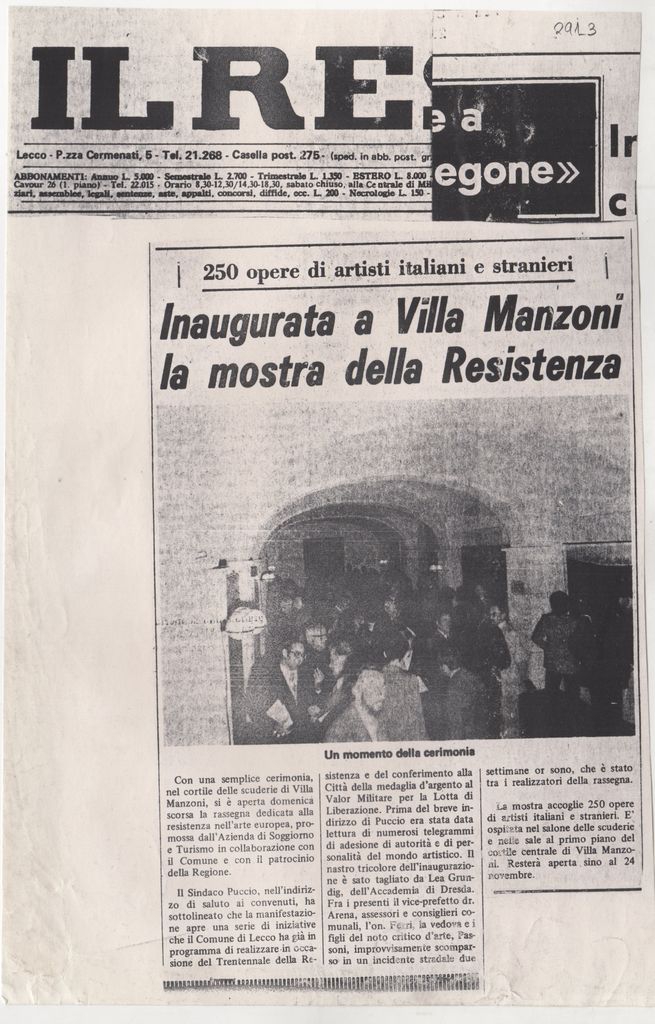 2913
IL RE
e a
egone»
Ir
c
Lecco - P.zza Cermenati, 5 - Tel. 21.268 - Casella post. 275 - (sped. in abb. post. gr
ABBONAMENTI: Annuo L. 5.000 - Semestrale L. 2.700 - Trimestrale L. 1.350 - ESTERO L. 8.000
Cavour 26 (1. piano) - Tel. 22.015 - Orario 8,30-12,30/14,30-18,30, sabato chiuso, alla Centrale di MI
ziari, assemblee, legali, sentenze, aste, appalti, concorsi, diffide, ecc. L. 200 - Necrologie L. 150 -
250 opere di artisti italiani e stranieri
Inaugurata a Villa Manzoni
la mostra della Resistenza
Un momento della cerimonia
Con una semplice cerimonia,
nel cortile delle scuderie di Villa
Manzoni, si è aperta domenica
scorsa la rassegna dedicata alla
resistenza nell'arte europea, pro-
mossa dall'Azienda di Soggiorno
e Turismo in collaborazione con
il Comune e con il patrocinio
della Regione.
Il Sindaco Puccio, nell'indiriz-
zo di saluto ai convenuti, ha
sottolineato che la manifestazio-
ne apre una serie di iniziative
che il Comune di Lecco ha già in
programma di realizzare in occa-
sione del Trentennale della Re-
sistenza e del conferimento alla
Città della medaglia d'argento al
Valor Militare per la Lotta di
Liberazione. Prima del breve in-
dirizzo di Puccio era stata data
lettura di numerosi telegrammi
di adesione di autorità e di per-
sonalità del mondo artistico. Il
nastro tricolore dell'inaugurazio-
ne è sato tagliato da Lea Grun-
dig, dell'Accademia di Dresda.
Fra i presenti il vice-prefetto dr.
Arena, assessori e consiglieri co-
munali, l'on. la vedova e i
figli del noto critico d'arte, Pas-
soni, improvvisamente scompar-
so in un incidente stradale due
settimane or sono, che è stato
tra i realizzatori della rassegna.
La mostra accoglie 250 opere
di artisti italiani e stranieri. E'
ospitata nel salone delle scuderie
e nelle sale al primo piano del
cortile centrale di Villa Manzo-
ni. Resterà aperta sino al 24
novembre.